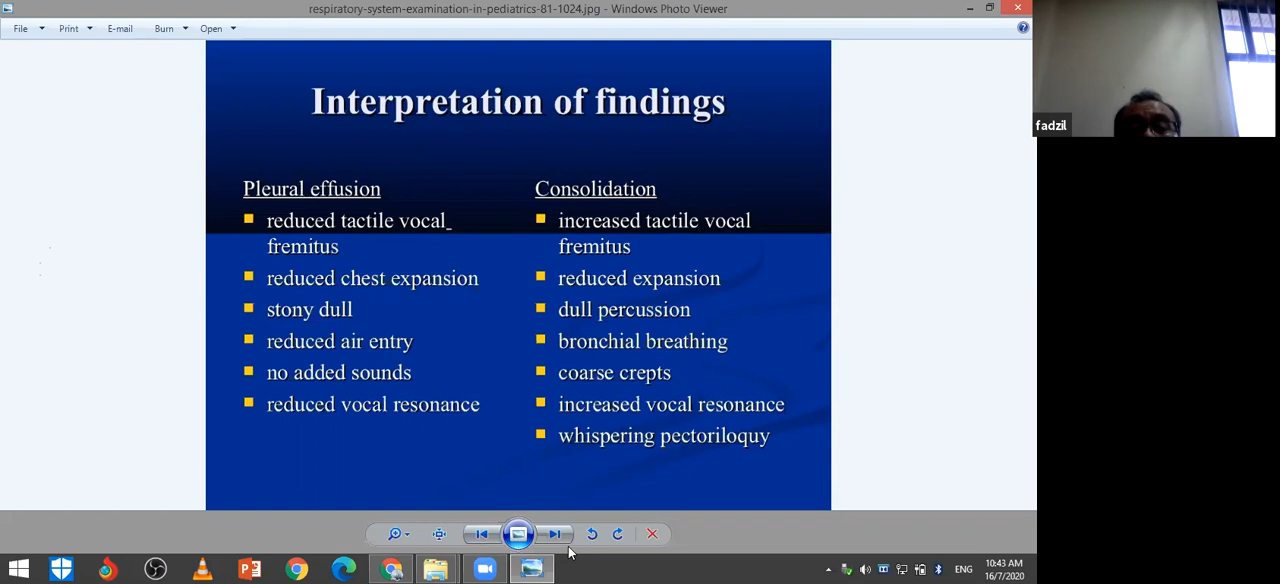 respiratory-system-examination-in-pediatrics-81-1024.jpg - Windows Photo Viewer
File Print E-mail Burn Open
Interpretation of findings
Pleural effusion
reduced tactile vocal
fremitus
reduced chest expansion
stony dull
reduced air entry
no added sounds
reduced vocal resonance
Consolidation
increased tactile vocal
fremitus
reduced expansion
dull percussion
bronchial breathing
coarse crepts
increased vocal resonance
whispering pectoriloquy
fadzil
ENG
10:43 AM
16/7/2020